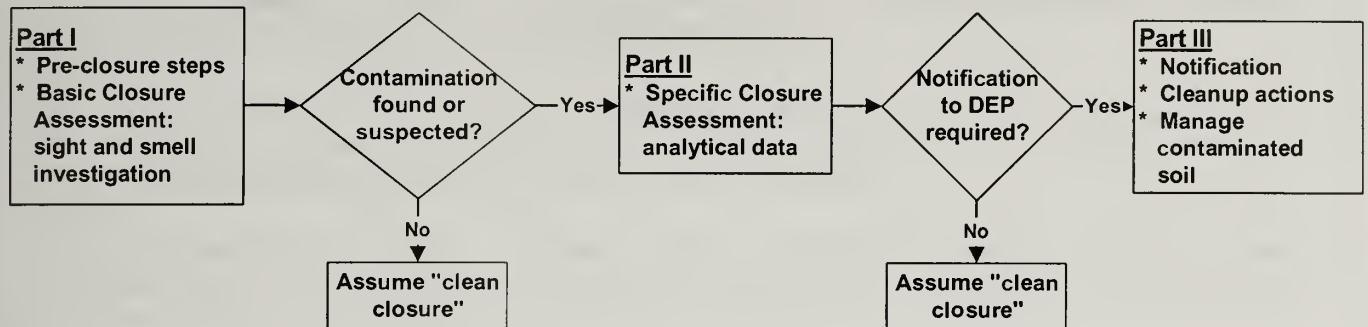 Part I
* Pre-closure steps
* Basic Closure
Assessment:
sight and smell
investigation
Contamination
found or
suspected?
Yes
No
Assume "clean
closure"
Part II
* Specific Closure
Assessment:
analytical data
Notification
to DEP
required?
Yes
No
Assume "clean
closure"
Part III
* Notification
* Cleanup actions
* Manage
contaminated
soil